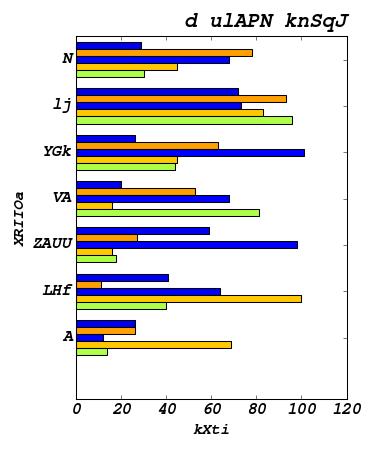 d ulAPN knSqJ
N
lj
YGk
VA
ZAUU
LHf
A
XRIIOa
0 20 40 60 80 100 120
kXti